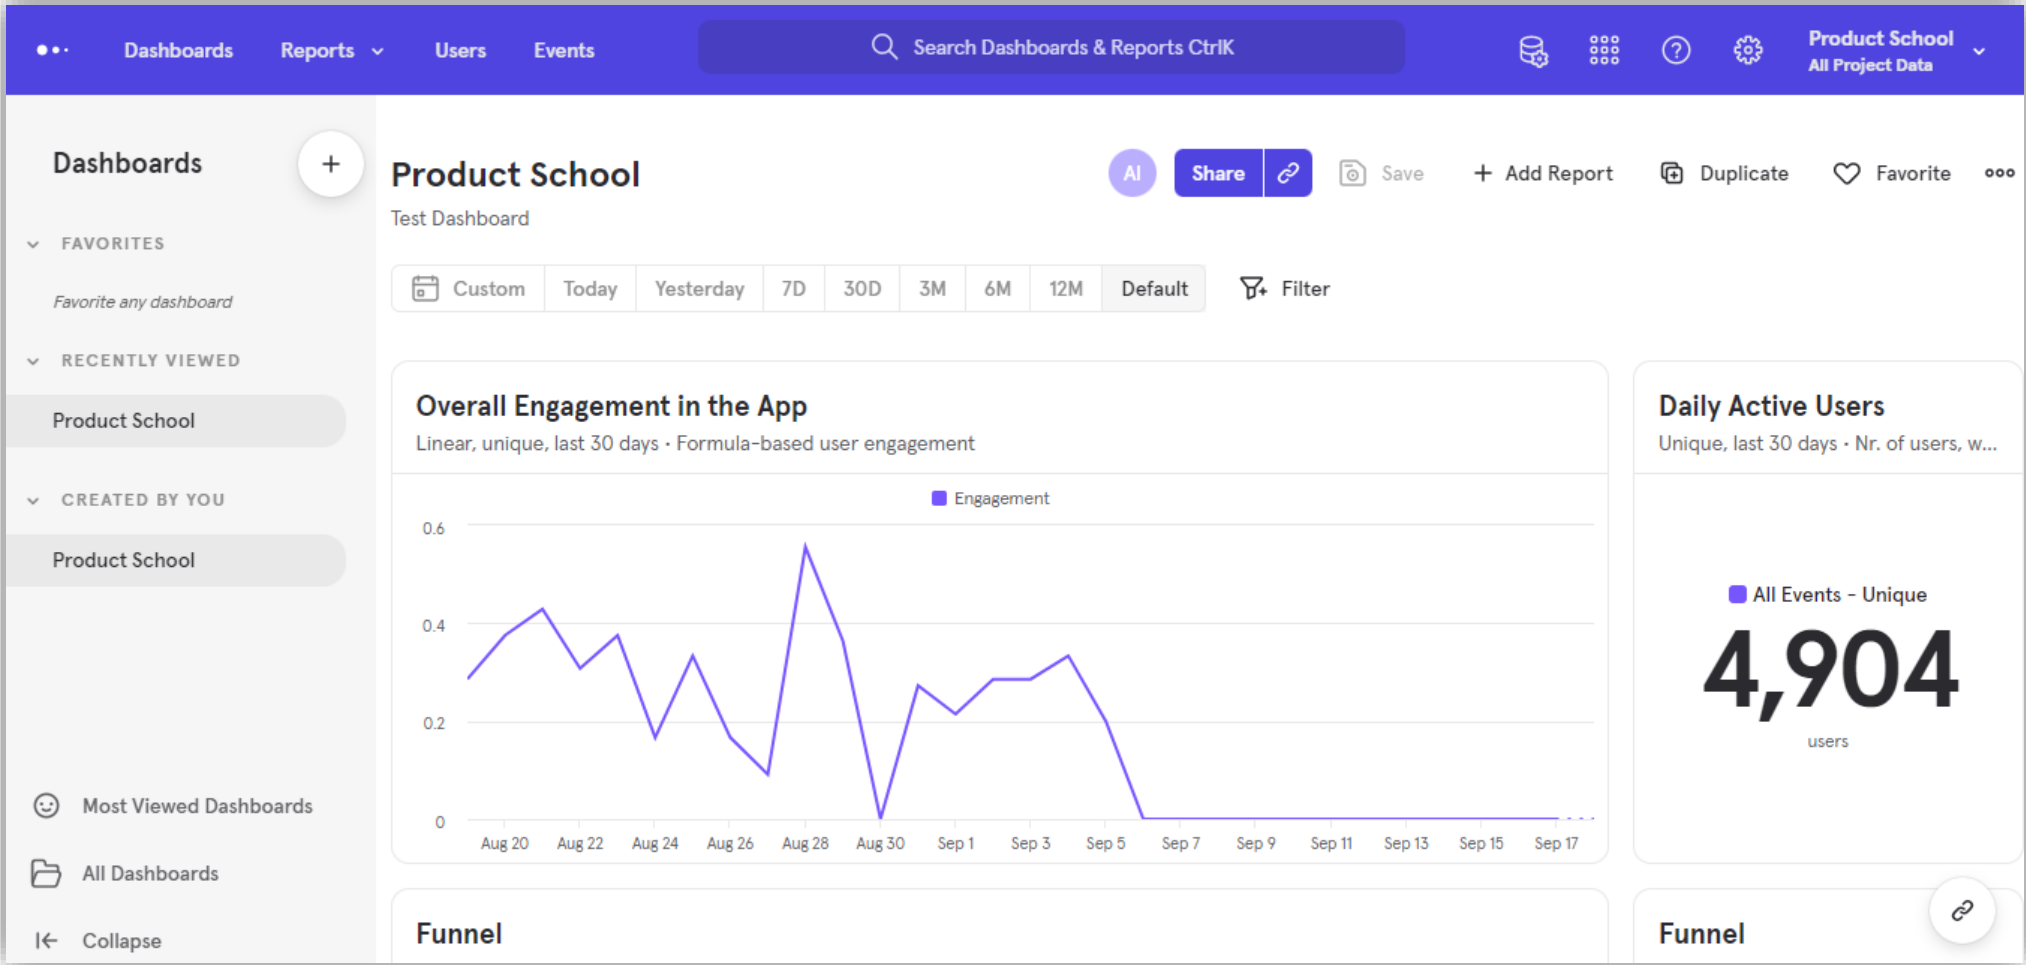 Dashboards
Reports
Users
Events
Search Dashboards & Reports CtrlK
Product School
All Project Data
Dashboards
FAVORITES
Favorite any dashboard
RECENTLY VIEWED
Product School
CREATED BY YOU
Product School
Most Viewed Dashboards
All Dashboards
Collapse
Product School
Test Dashboard
AI
Share
Save
Add Report
Duplicate
Favorite
Custom
Today
Yesterday
7D
30D
3M
6M
12M
Default
Filter
Overall Engagement in the App
Linear, unique, last 30 days • Formula-based user engagement
Engagement
0.6
0.4
0.2
0
Aug 20 Aug 22 Aug 24 Aug 26 Aug 28 Aug 30 Sep 1 Sep 3 Sep 5 Sep 7 Sep 9 Sep 11 Sep 13 Sep 15 Sep 17
Daily Active Users
Unique, last 30 days • Nr. of users, w...
All Events - Unique
4,904
users
Funnel
Funnel